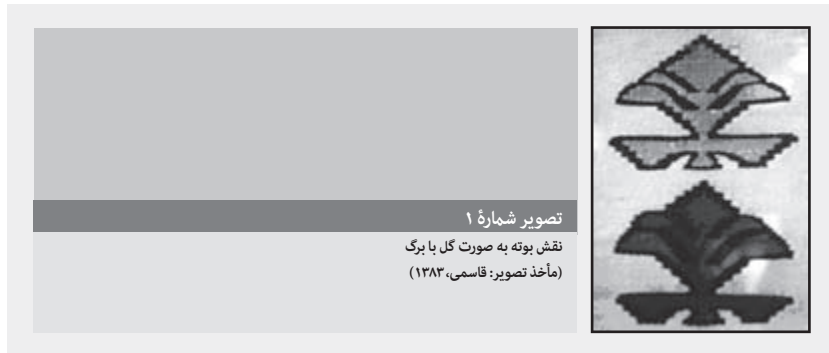 تصویر شمارهٔ ۱
نقش بوته به صورت گل با برگ
(مأخذ تصویر: قاسمی، ۱۳۸۳)